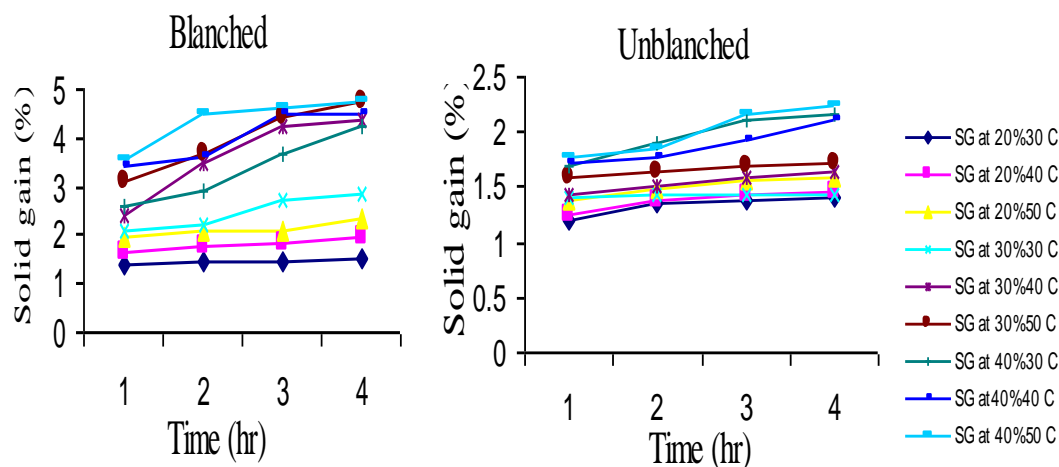 Blanched
Solid gain (%)
5
4
3
2
1
0
1 2 3 4
Time (hr)
Unblanched
Solid gain (%)
2.5
2
1.5
1
0.5
0
1 2 3 4
Time (hr)
SG at 20%30 C
SG at 20%40 C
SG at 20%50 C
SG at 30%30 C
SG at 30%40 C
SG at 30%50 C
SG at 40%30 C
SG at40%40 C
SG at 40%50 C